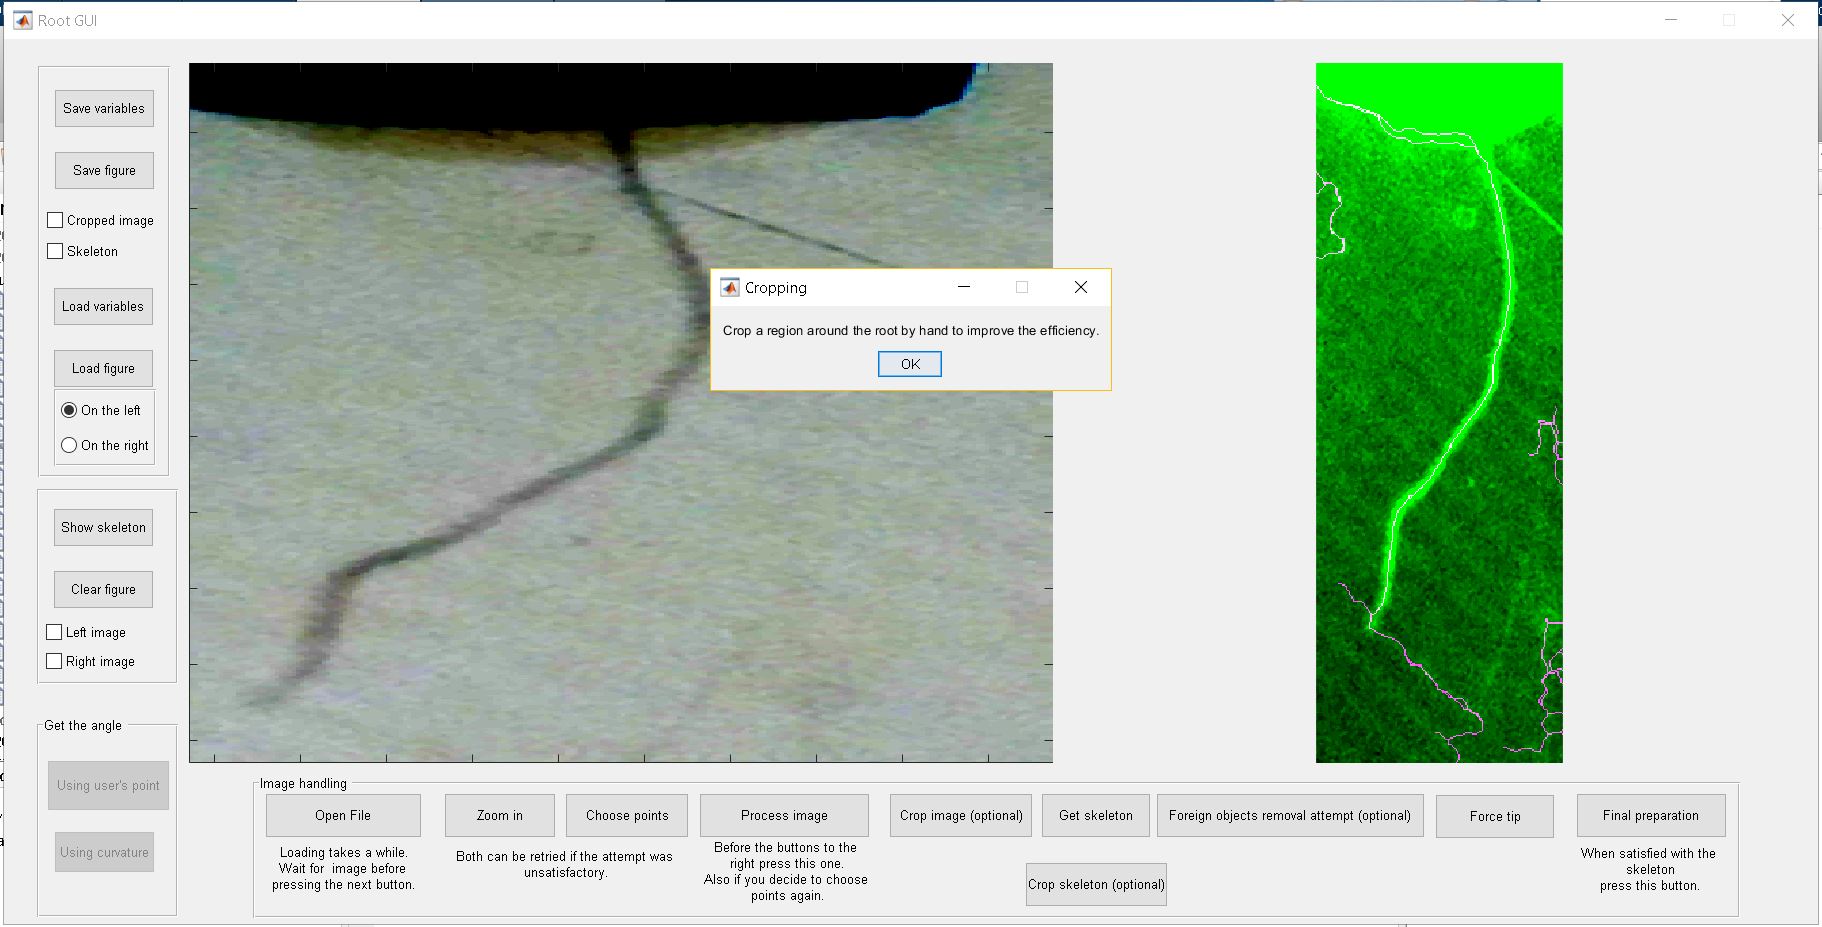 Root GUI
Save variables
Save figure
Cropped image
Skeleton
Load variables
Load figure
On the left
On the right
Show skeleton
Clear figure
Left image
Right image
Get the angle
Using user's point
Using curvature
Cropping
Crop a region around the root by hand to improve the efficiency.
OK
Image handling
Open File
Loading takes a while.
Wait for  image before
pressing the next button.
Zoom in
Choose points
Both can be retried if the attempt was
unsatisfactory.
Process image
Before the buttons to the
right press this one.
Also if you decide to choose
points again.
Crop image (optional)
Get skeleton
Foreign objects removal attempt (optional)
Force tip
Crop skeleton (optional)
Final preparation
When satisfied with the
skeleton
press this button.